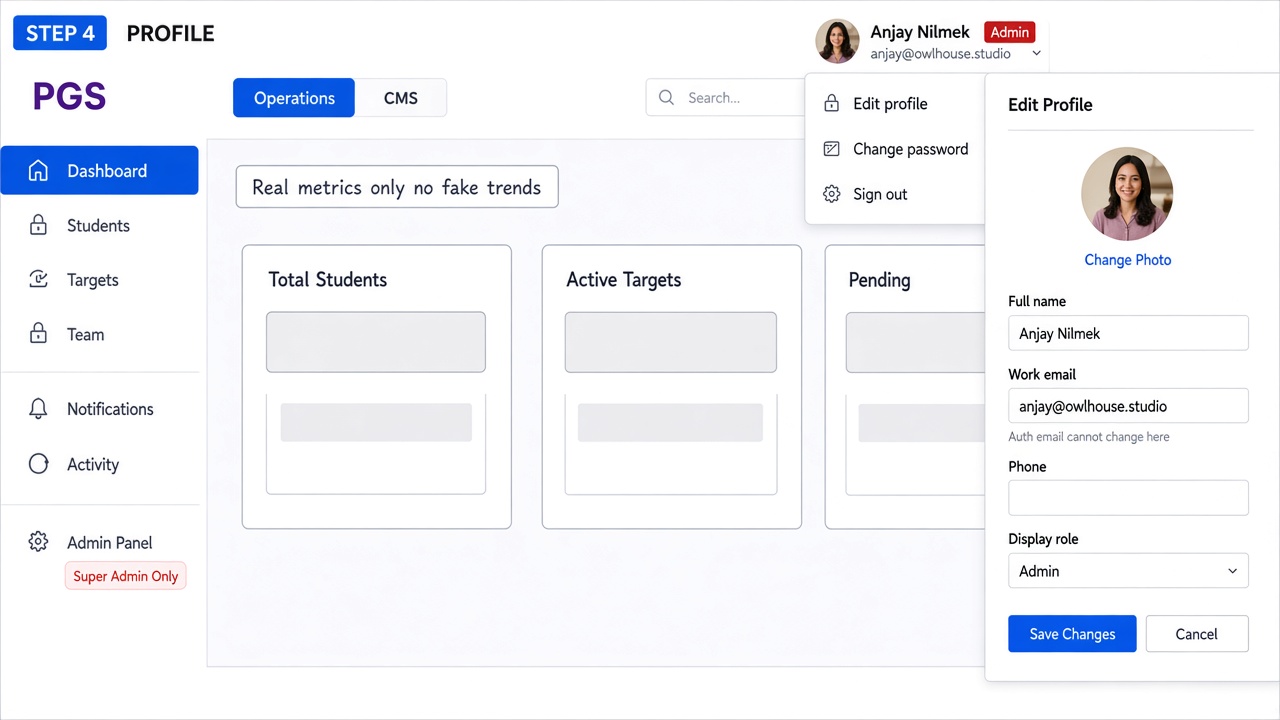 STEP 4 PROFILE
Anjay Nilmek Admin
anjay@owlhouse.studio
PGS
Operations
CMS
Search...
Dashboard
Students
Targets
Team
Notifications
Activity
Admin Panel
Super Admin Only
Real metrics only no fake trends
Total Students
Active Targets
Pending
Edit profile
Change password
Sign out
Edit Profile
Change Photo
Full name
Anjay Nilmek
Work email
anjay@owlhouse.studio
Auth email cannot change here
Phone
Display role
Admin
Save Changes
Cancel